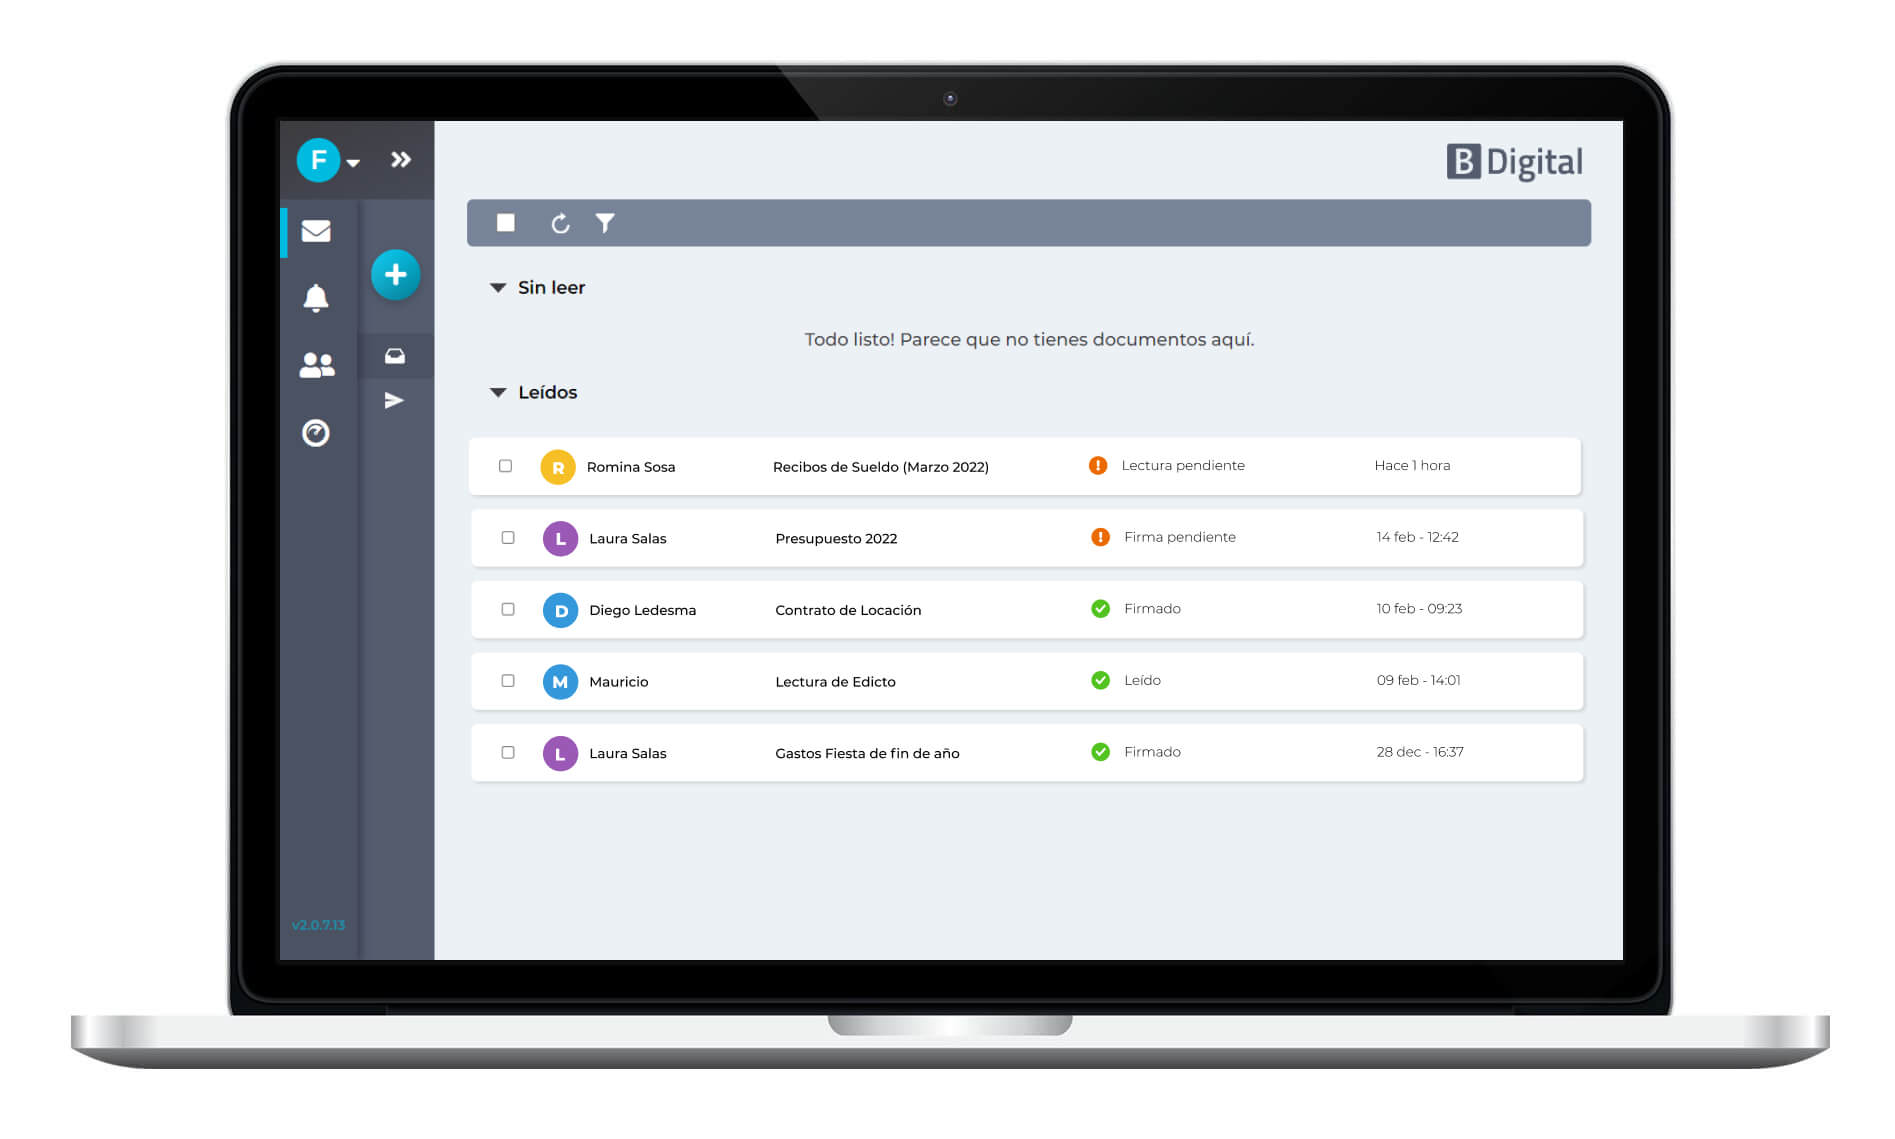 F
B Digital
Sin leer
Todo listo! Parece que no tienes documentos aquí.
Leídos
R Romina Sosa Recibos de Sueldo (Marzo 2022) Lectura pendiente Hace 1 hora
L Laura Salas Presupuesto 2022 Firma pendiente 14 feb - 12:42
D Diego Ledesma Contrato de Locación Firmado 10 feb - 09:23
M Mauricio Lectura de Edicto Leído 09 feb - 14:01
L Laura Salas Gastos Fiesta de fin de año Firmado 28 dec - 16:37
v2.0.7.13